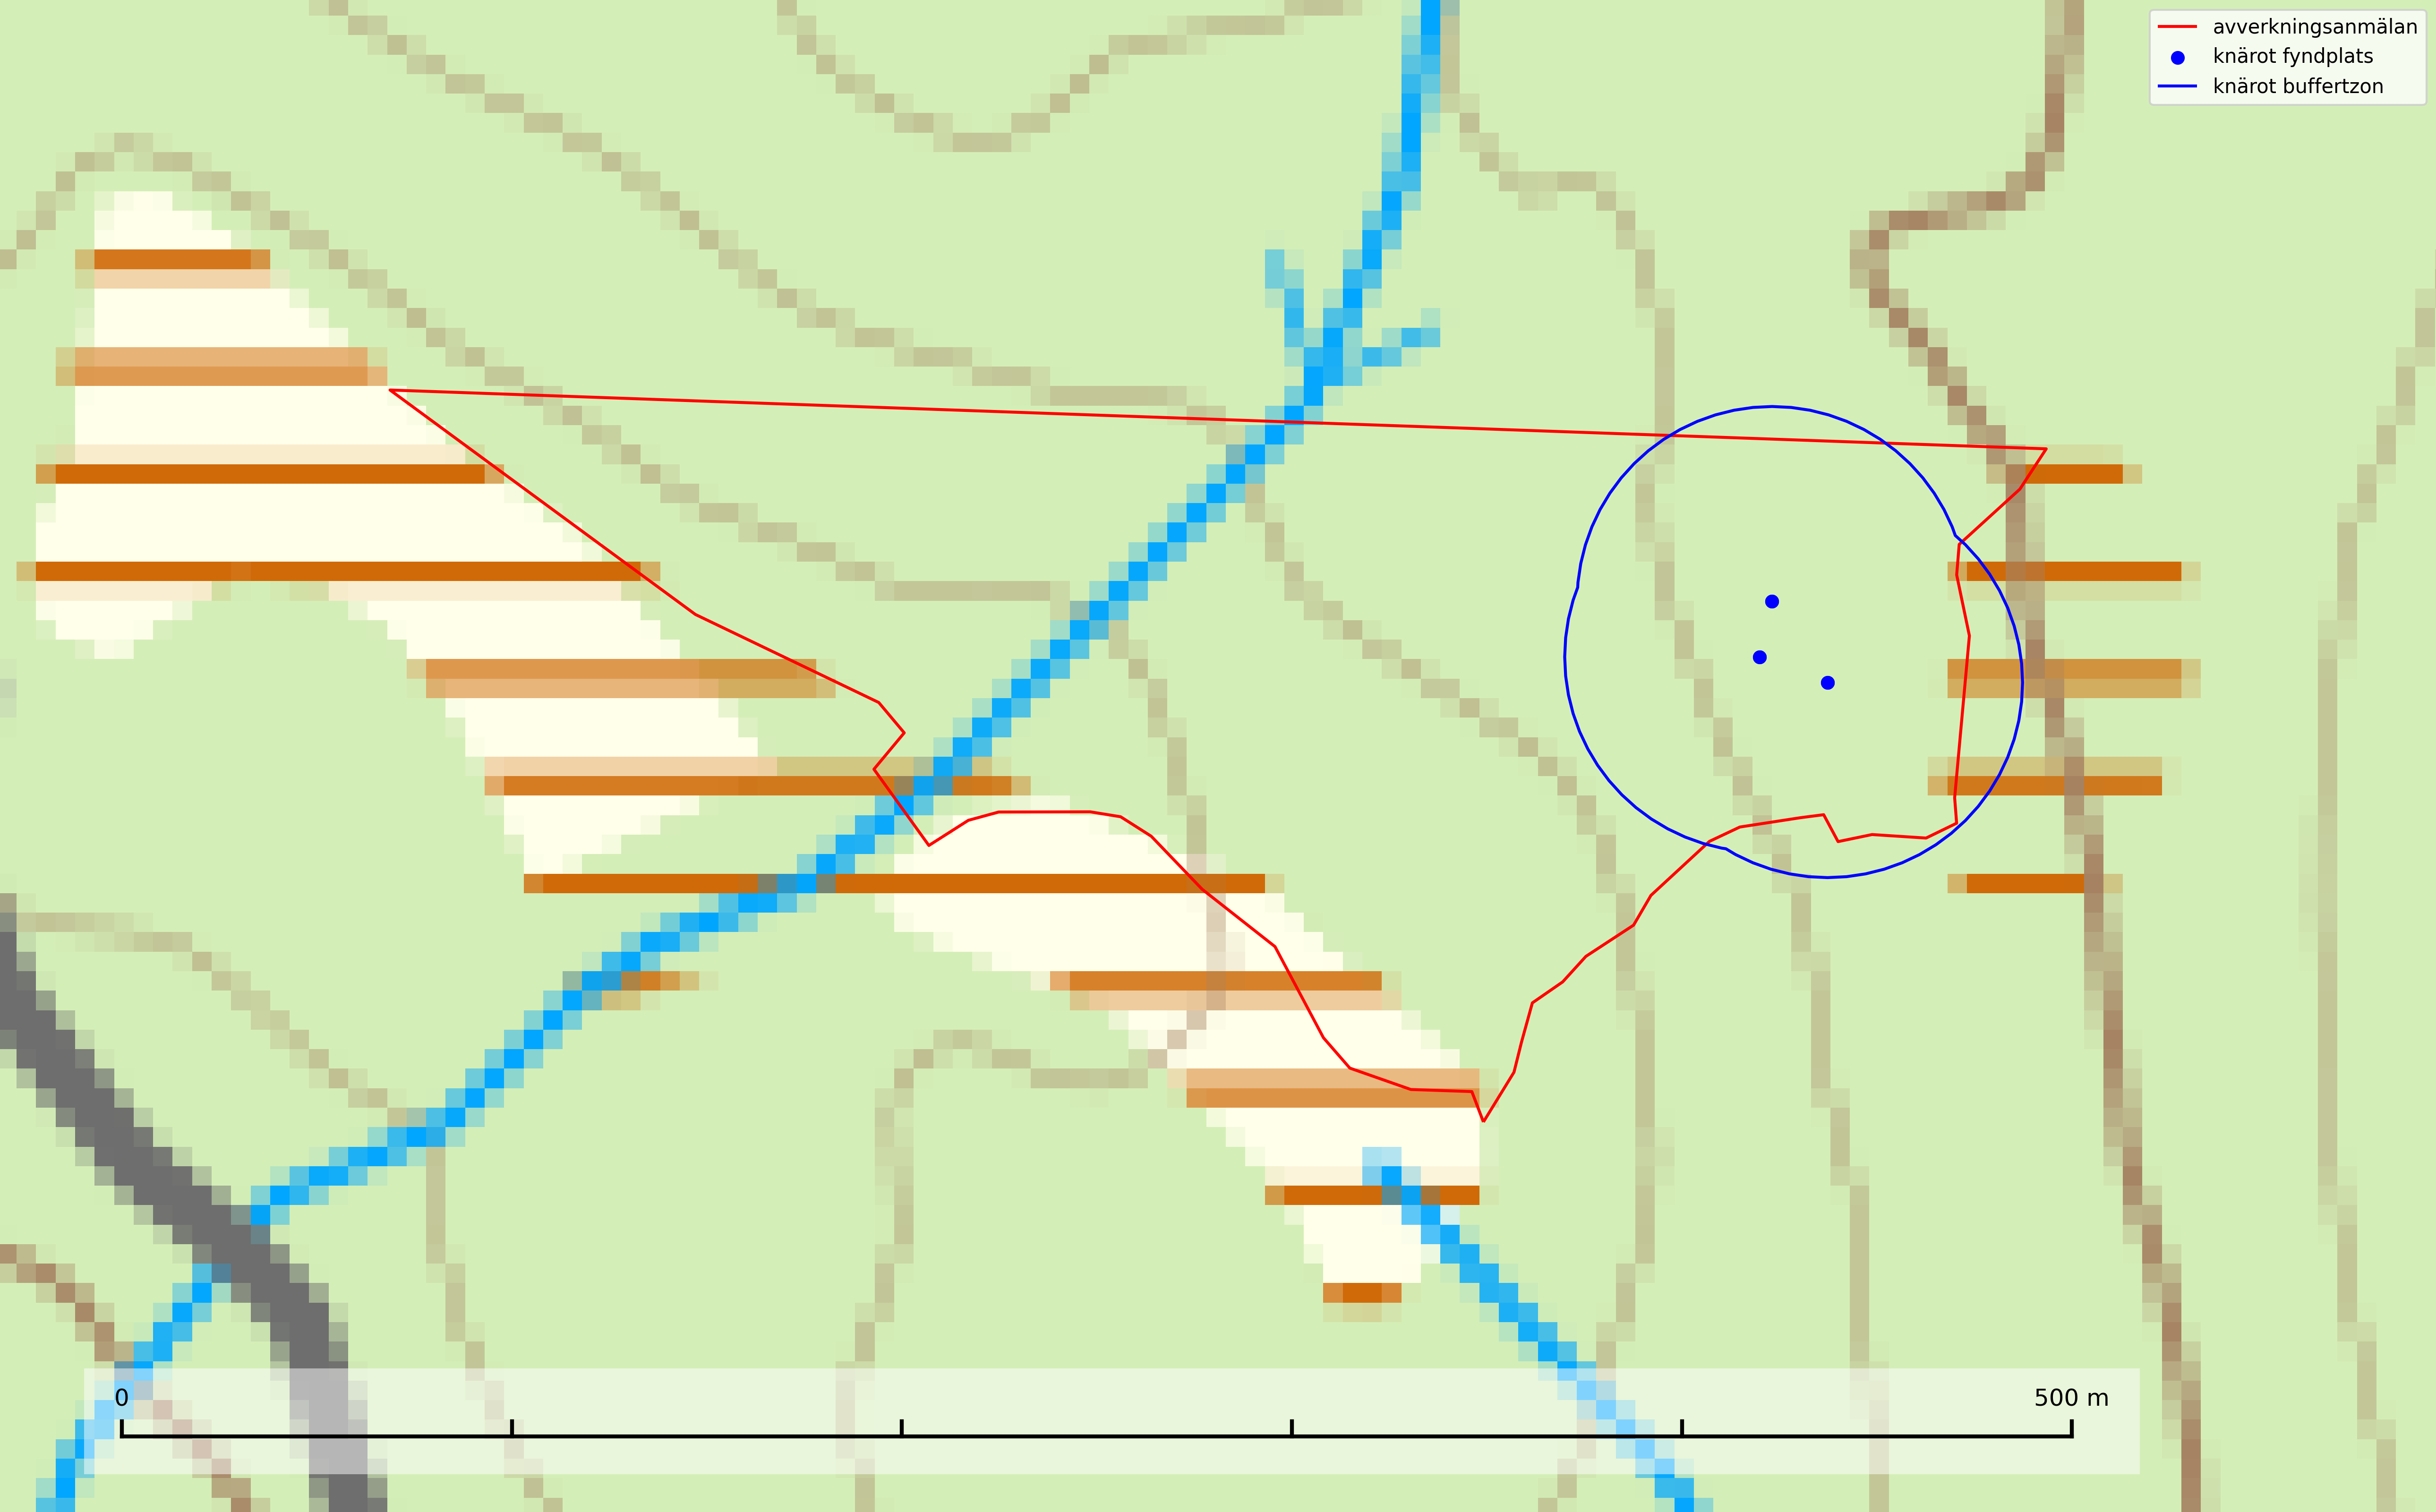 avverkningsanmälan
knärot fyndplats
knärot buffertzon
0
500 m